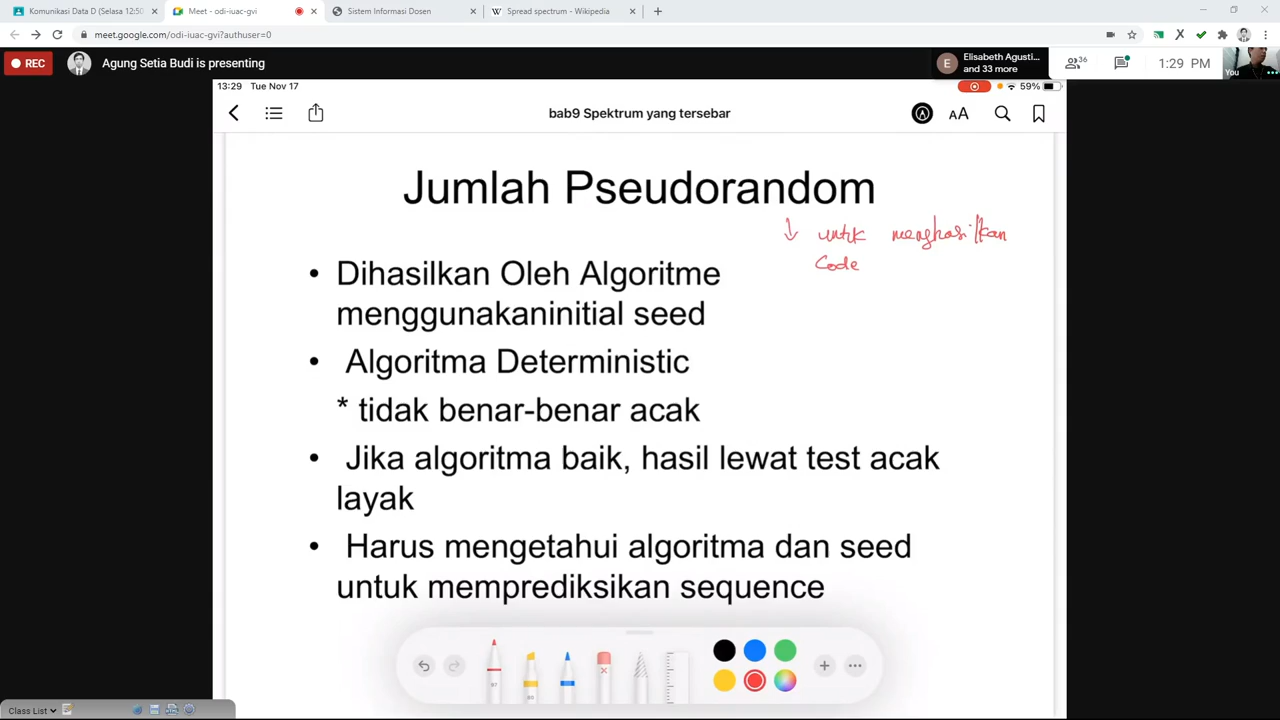 Komunikasi Data D (Selasa 12:50
Meet - odi-iuac-gvi
Sistem Informasi Dosen
Spread spectrum - Wikipedia
meet.google.com/odi-iuac-gvi?authuser=0
REC
Agung Setia Budi is presenting
Elisabeth Agusti...
and 33 more
36
1:29 PM
You
13:29 Tue Nov 17
59%
bab9 Spektrum yang tersebar
AA
Jumlah Pseudorandom
↓ untuk menghasilkan
Code
• Dihasilkan Oleh Algoritme
menggunakaninitial seed
• Algoritma Deterministic
* tidak benar-benar acak
• Jika algoritma baik, hasil lewat test acak
layak
• Harus mengetahui algoritma dan seed
untuk memprediksikan sequence
97
80
Class List